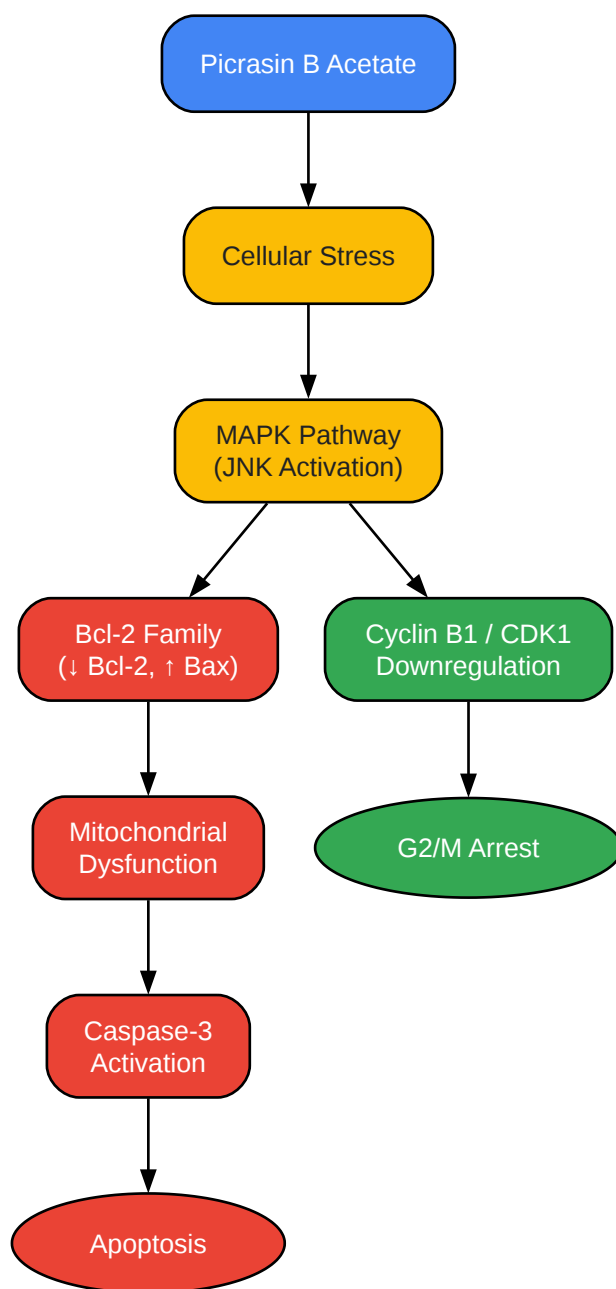 Picrasin B Acetate
Cellular Stress
MAPK Pathway
(JNK Activation)
Bcl-2 Family
(↓ Bcl-2, ↑ Bax)
Cyclin B1 / CDK1
Downregulation
Mitochondrial
Dysfunction
G2/M Arrest
Caspase-3
Activation
Apoptosis